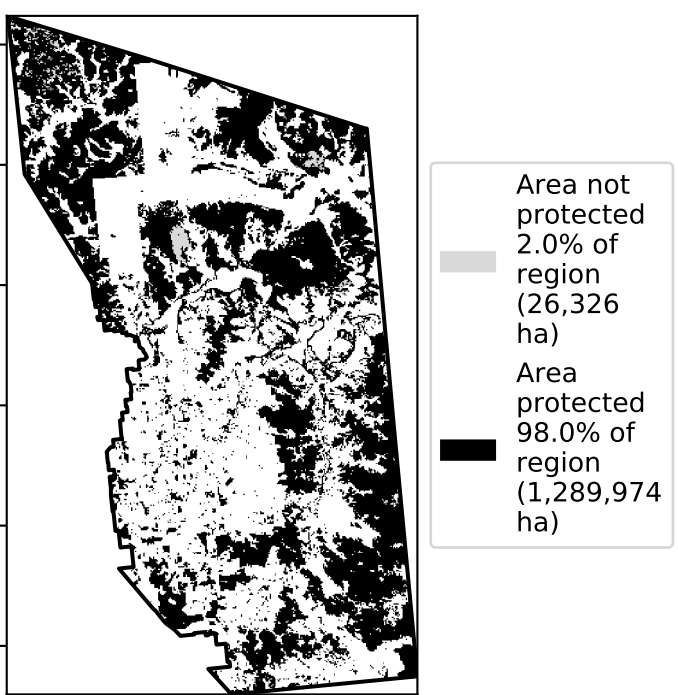 Area not
protected
2.0% of
region
(26,326
ha)
Area
protected
98.0% of
region
(1,289,974
ha)